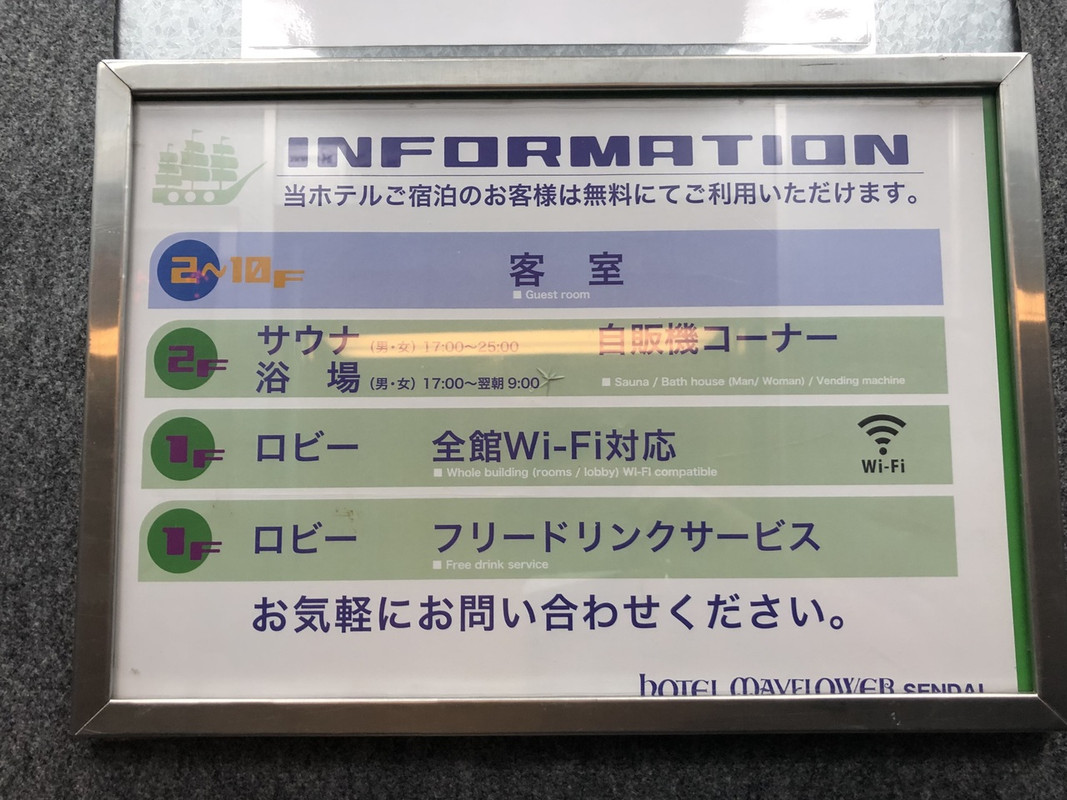 INFORMATION
当ホテルご宿泊のお客様は無料にてご利用いただけます。
2~10F
客 室
■ Guest room
2F
サウナ (男・女) 17:00〜25:00
自販機コーナー
浴 場 (男・女) 17:00〜翌朝 9:00
■ Sauna / Bath house (Man/ Woman) / Vending machine
1F ロビー 全館Wi-Fi対応
■ Whole building (rooms / lobby) WI-FI compatible
Wi-Fi
1F ロビー フリードリンクサービス
■ Free drink service
お気軽にお問い合わせください。
HOTEL MAYFLOWER SENDAI